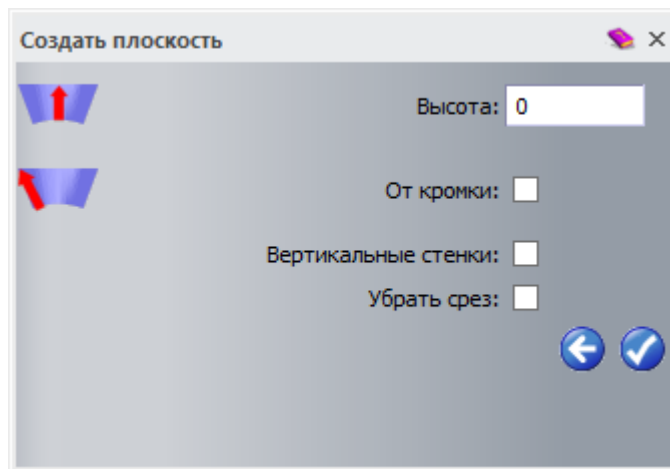 Создать плоскость
Высота: 0
От кромки:
Вертикальные стенки:
Убрать срез: